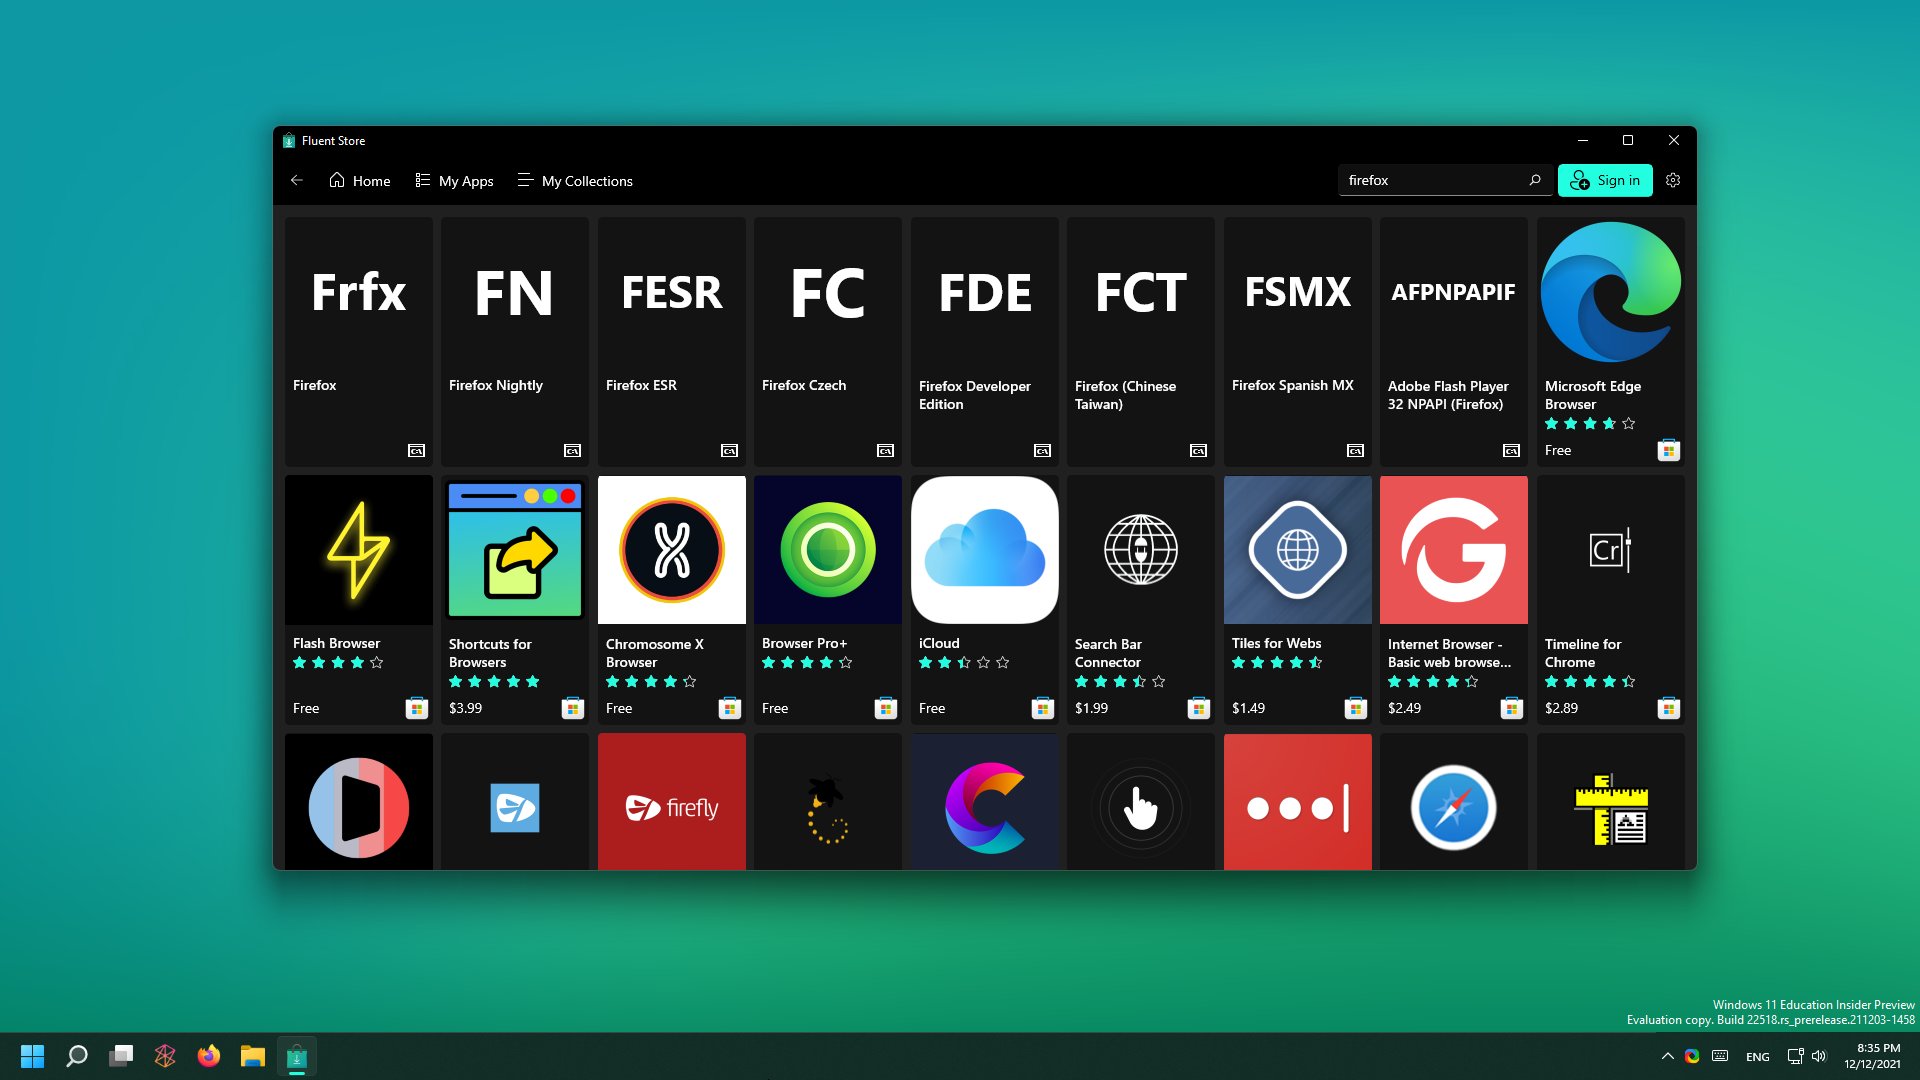 Fluent Store
Home
My Apps
My Collections
firefox
Sign in
Frfx
FN
FESR
FC
FDE
FCT
FSMX
AFPNPAPIF
Firefox
Firefox Nightly
Firefox ESR
Firefox Czech
Firefox Developer
Edition
Firefox (Chinese
Taiwan)
Firefox Spanish MX
Adobe Flash Player
32 NPAPI (Firefox)
Microsoft Edge
Browser
Free
Flash Browser
Free
Shortcuts for
Browsers
$3.99
Chromosome X
Browser
Free
Browser Pro+
Free
iCloud
Free
Search Bar
Connector
$1.99
Tiles for Webs
$1.49
G
Internet Browser -
Basic web browse...
$2.49
Cr
Timeline for
Chrome
$2.89
firefly
Windows 11 Education Insider Preview
Evaluation copy. Build 22518.rs_prerelease.211203-1458
ENG
8:35 PM
12/12/2021